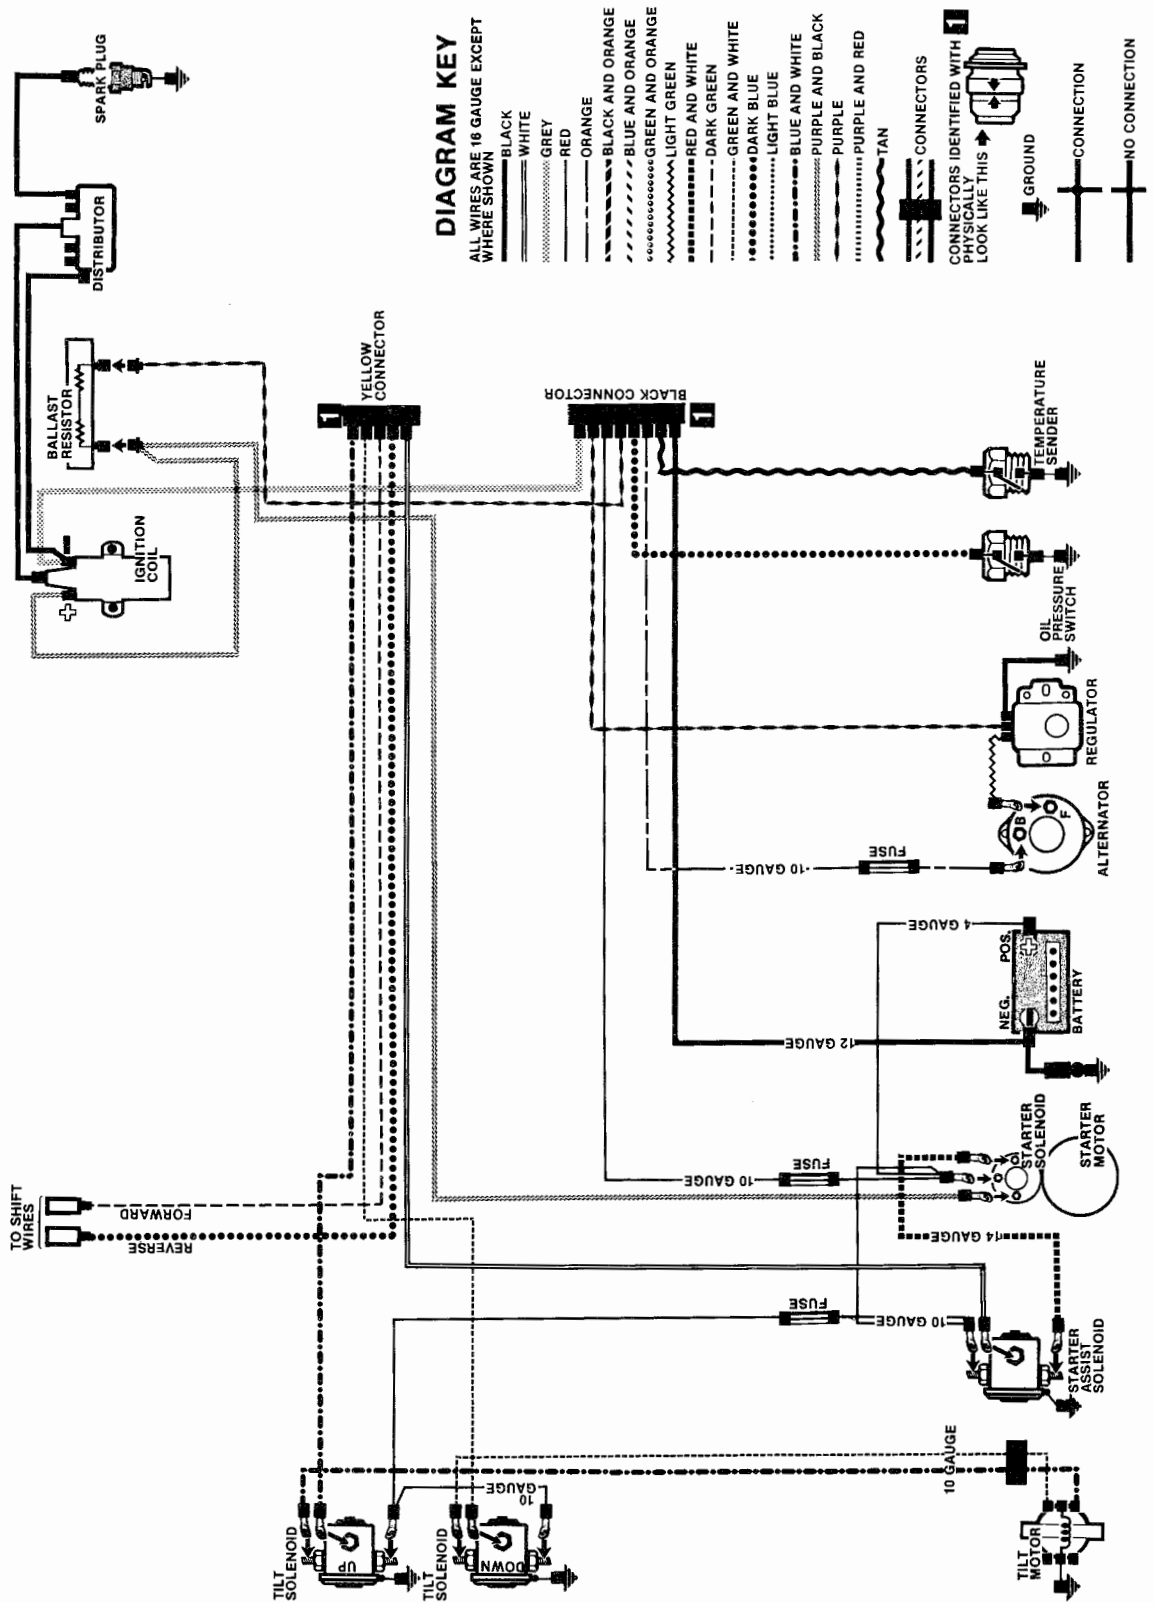 DIAGRAM KEY
ALL WIRES ARE 16 GAUGE EXCEPT
WHERE SHOWN
BLACK
WHITE
GREY
RED
ORANGE
BLACK AND ORANGE
BLUE AND ORANGE
GREEN AND ORANGE
LIGHT GREEN
RED AND WHITE
DARK GREEN
GREEN AND WHITE
DARK BLUE
LIGHT BLUE
BLUE AND WHITE
PURPLE AND BLACK
PURPLE
PURPLE AND RED
TAN
CONNECTORS
CONNECTORS IDENTIFIED WITH 1
PHYSICALLY
LOOK LIKE THIS
GROUND
CONNECTION
NO CONNECTION
SPARK PLUG
DISTRIBUTOR
BALLAST
RESISTOR
IGNITION
COIL
+
YELLOW
CONNECTOR
1
BLACK CONNECTOR
1
TEMPERATURE
SENDER
OIL
PRESSURE
SWITCH
REGULATOR
ALTERNATOR
B
F
FUSE
10 GAUGE
4 GAUGE
POS.
NEG.
BATTERY
12 GAUGE
STARTER
SOLENOID
STARTER
MOTOR
FUSE
10 GAUGE
14 GAUGE
TO SHIFT
WIRES
FORWARD
REVERSE
FUSE
10 GAUGE
STARTER
ASSIST
SOLENOID
10 GAUGE
TILT
MOTOR
10
GAUGE
TILT
SOLENOID
UP
TILT
SOLENOID
DOWN